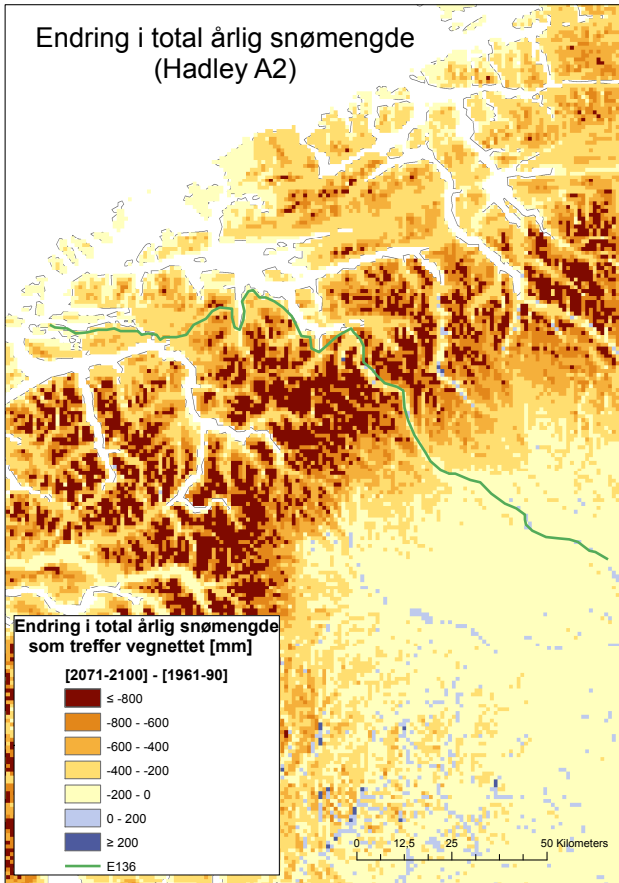 Endring i total årlig snømengde
(Hadley A2)
Endring i total årlig snømengde
som treffer vegnettet [mm]
[2071-2100] - [1961-90]
≤ -800
-800 - -600
-600 - -400
-400 - -200
-200 - 0
0 - 200
≥ 200
E136
0 12.5 25 50 Kilometers